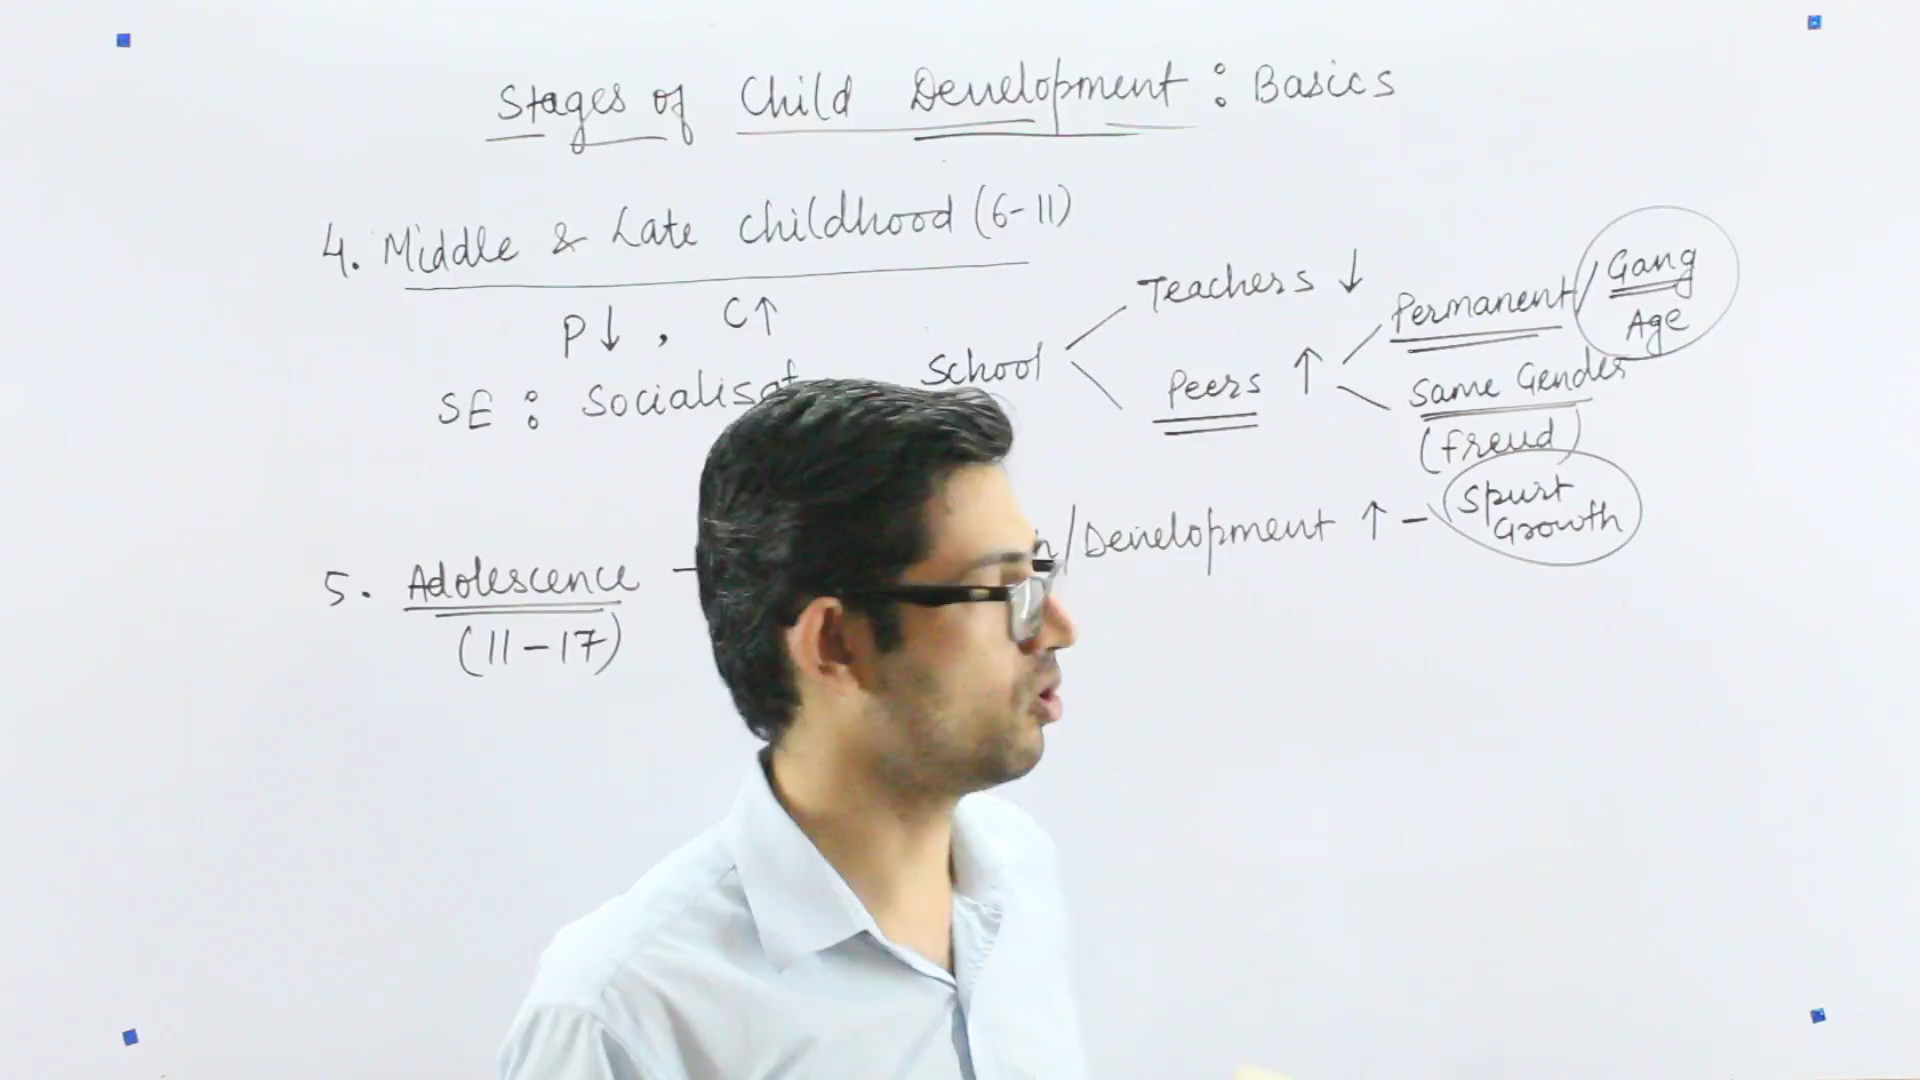 Stages of Child Development : Basics
4. Middle & Late childhood (6-11)
P↓, C↑
SE : Socialisat
School
Teachers ↓
Peers ↑
Permanent / Gang Age
Same Gender
(Freud)
5. Adolescence –
/Development ↑ – Spurt Growth
(11-17)